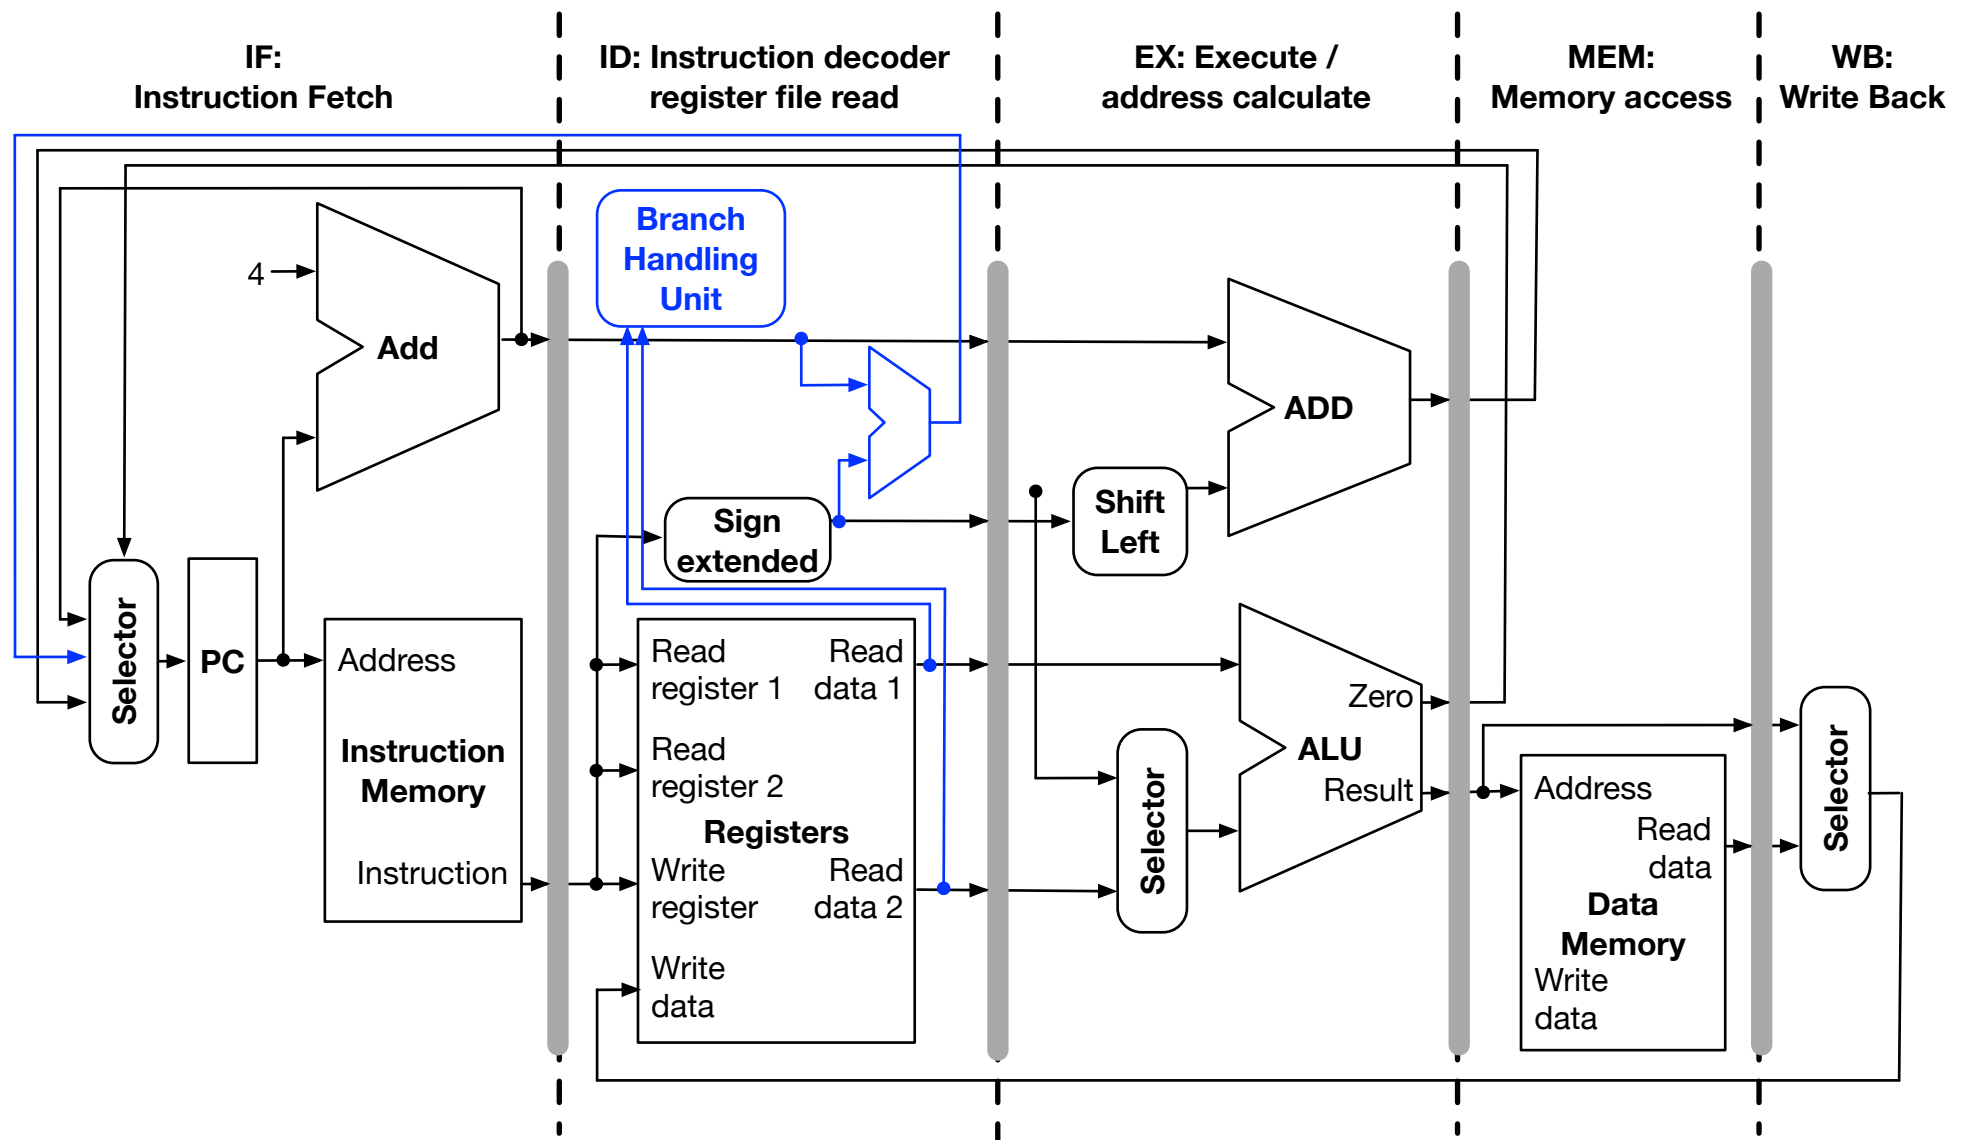 IF:
Instruction Fetch
ID: Instruction decoder
register file read
EX: Execute /
address calculate
MEM:
Memory access
WB:
Write Back
Branch
Handling
Unit
4
Add
ADD
Sign
extended
Shift
Left
Selector
PC
Address
Instruction
Memory
Instruction
Read
register 1
Read
data 1
Read
register 2
Registers
Write
register
Read
data 2
Write
data
Selector
Zero
ALU
Result
Address
Read
data
Data
Memory
Write
data
Selector